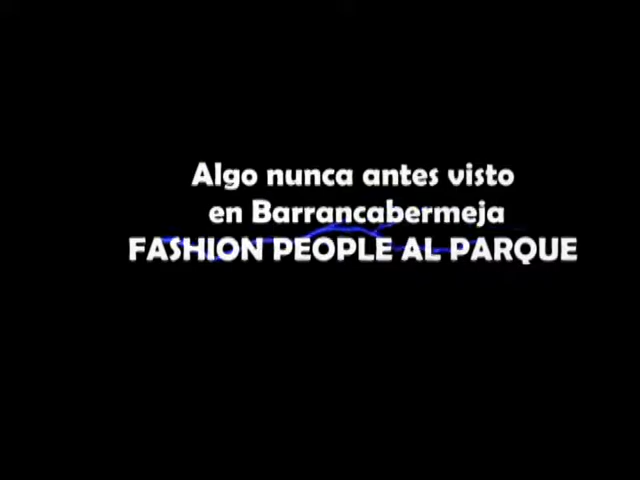 Algo nunca antes visto
en Barrancabermeja
FASHION PEOPLE AL PARQUE